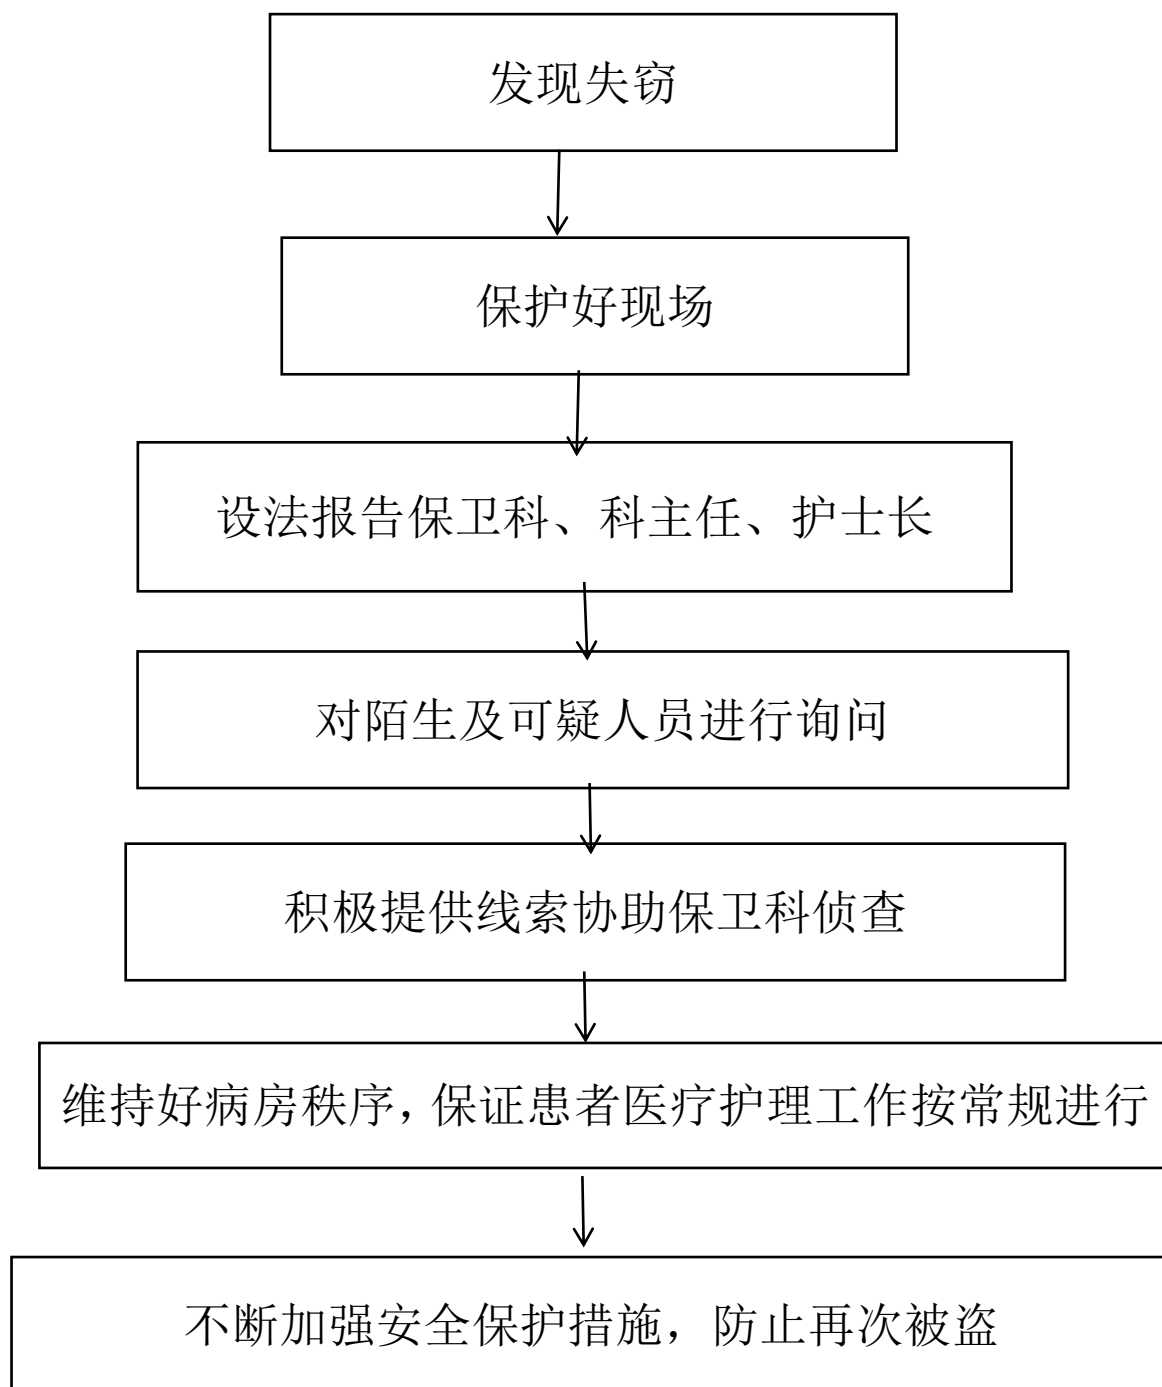 发现失窃
保护好现场
设法报告保卫科、科主任、护士长
对陌生及可疑人员进行询问
积极提供线索协助保卫科侦查
维持好病房秩序，保证患者医疗护理工作按常规进行
不断加强安全保护措施，防止再次被盗